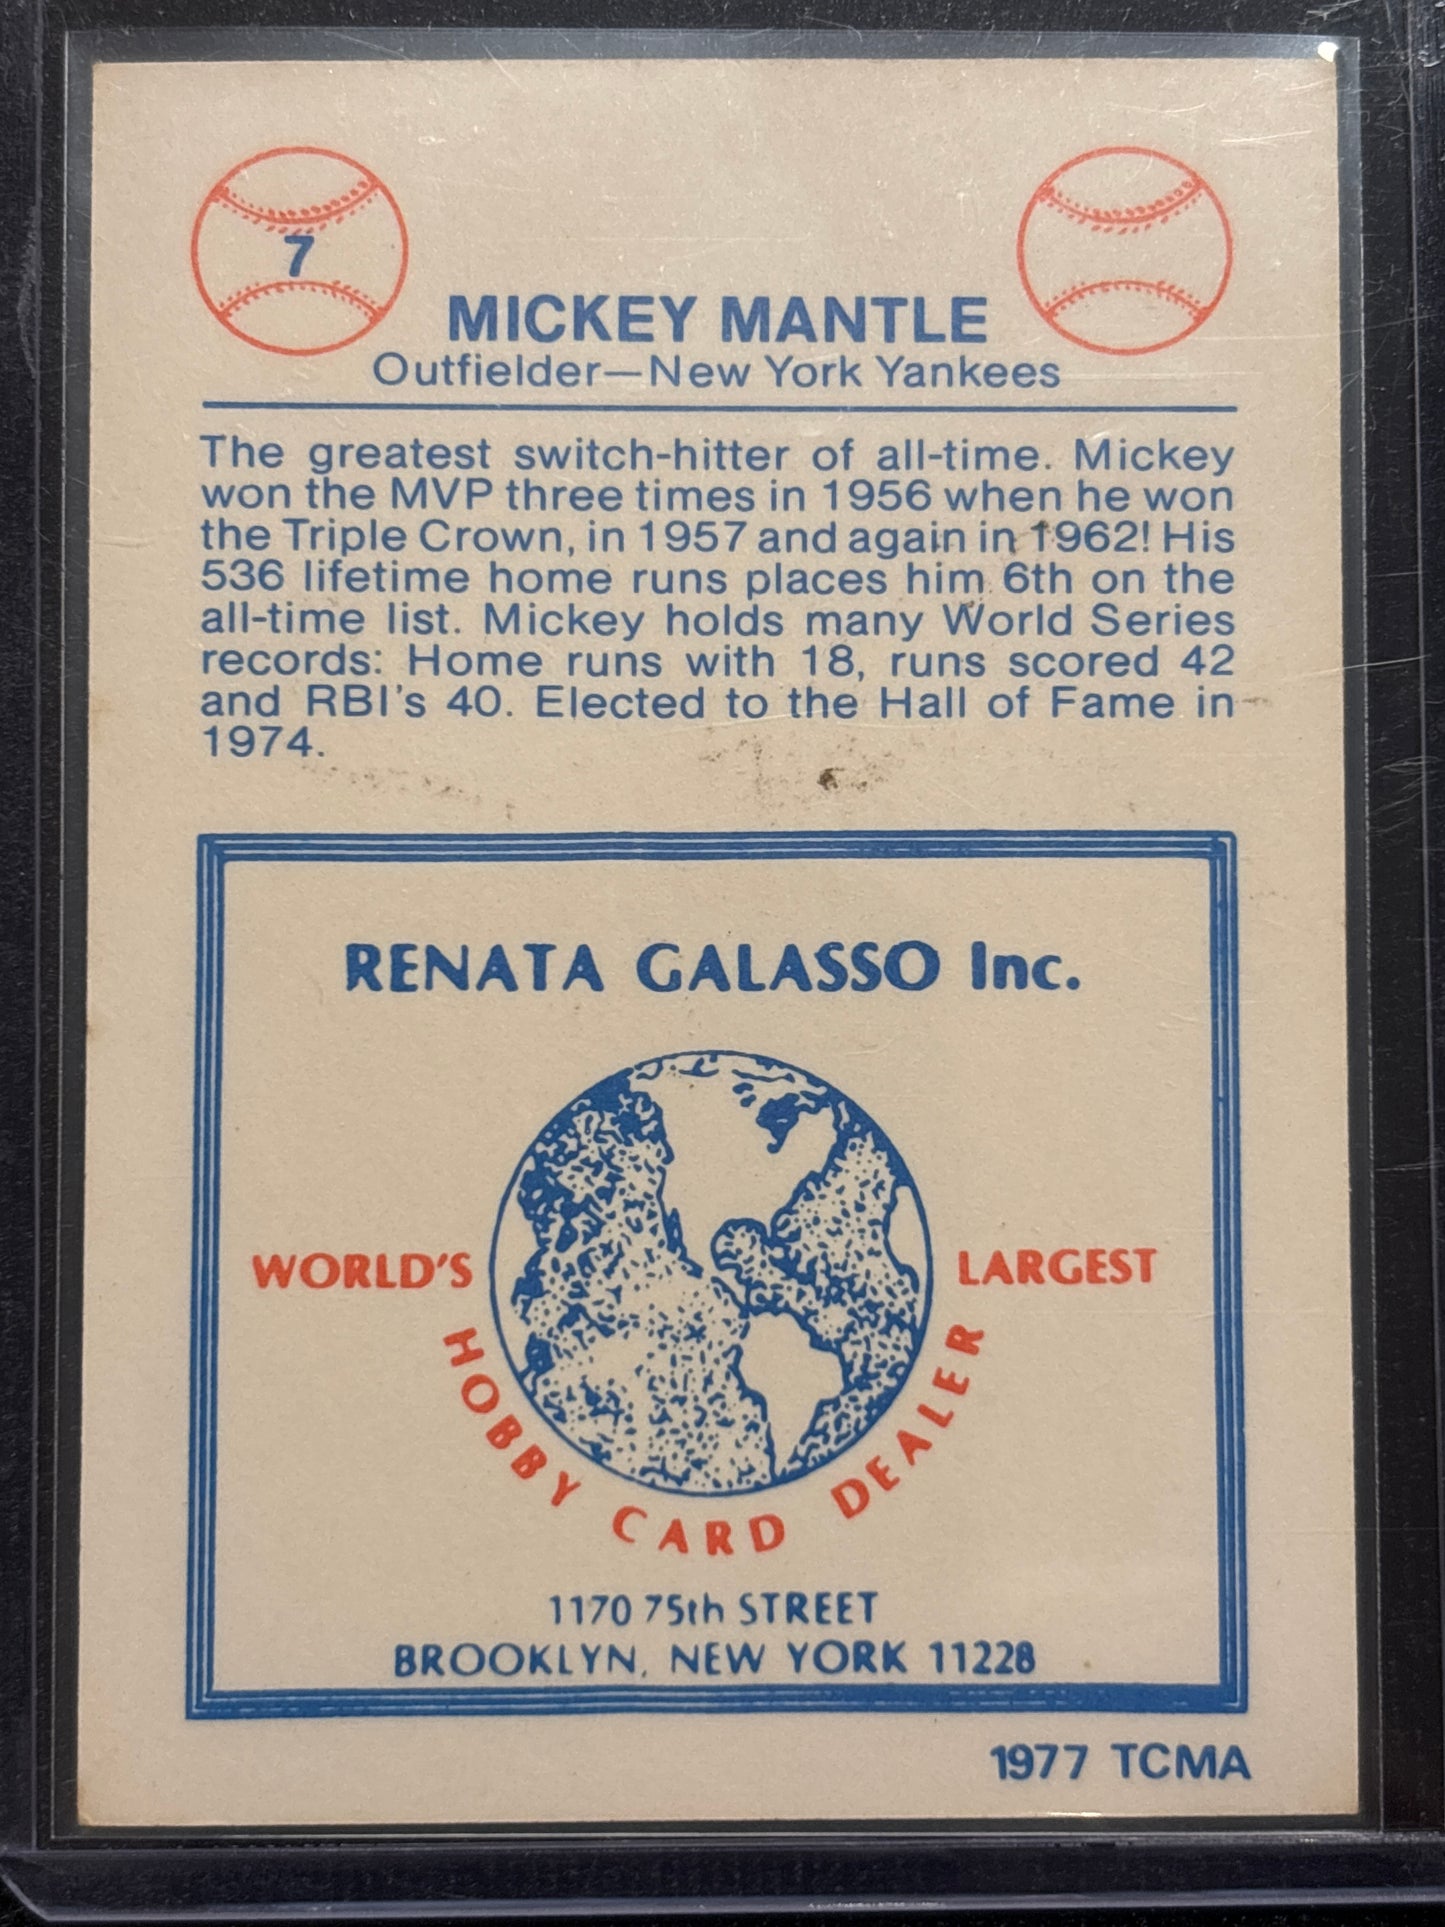 7
MICKEY MANTLE
Outfielder—New York Yankees
The greatest switch-hitter of all-time. Mickey
won the MVP three times in 1956 when he won
the Triple Crown, in 1957 and again in 1962! His
536 lifetime home runs places him 6th on the
all-time list. Mickey holds many World Series
records: Home runs with 18, runs scored 42
and RBI's 40. Elected to the Hall of Fame in
1974.
RENATA GALASSO Inc.
WORLD'S LARGEST
HOBBY CARD DEALER
1170 75th STREET
BROOKLYN, NEW YORK 11228
1977 TCMA